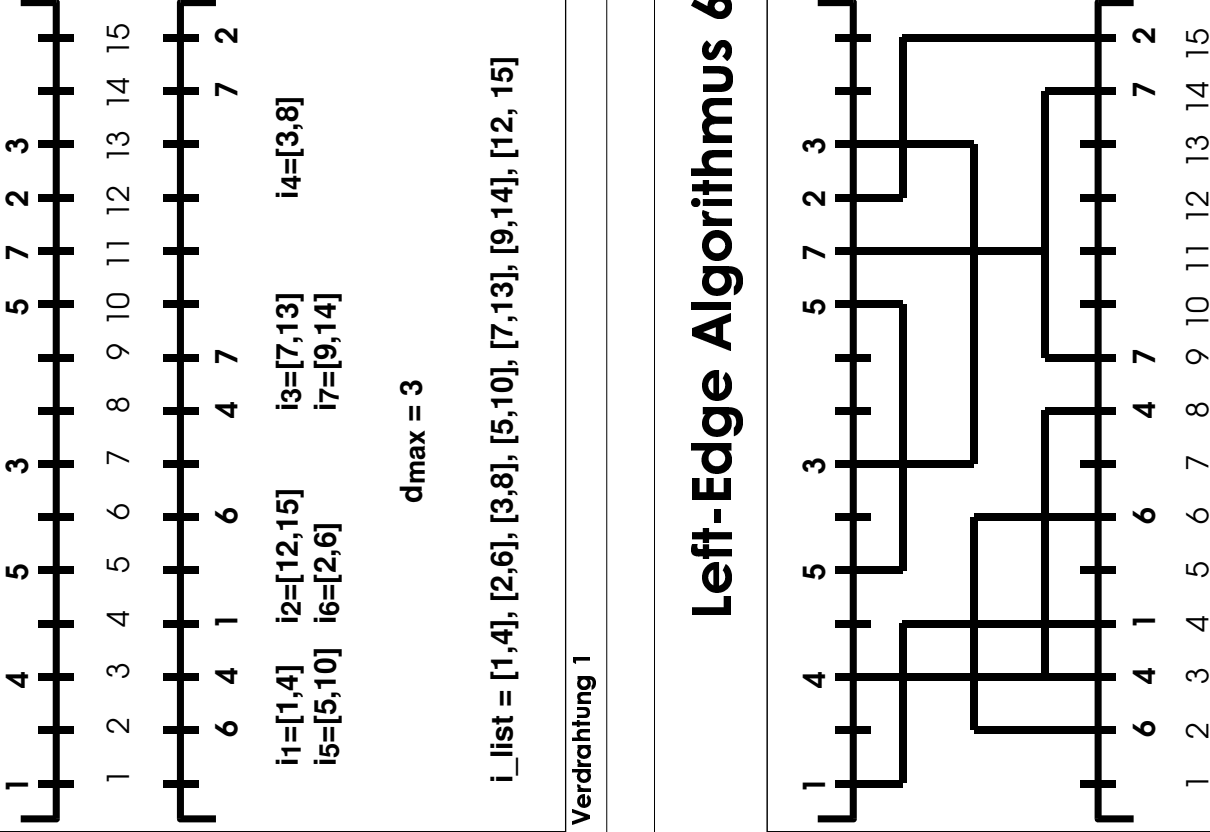 1 4 5 3 5 7 2 3
1 2 3 4 5 6 7 8 9 10 11 12 13 14 15
6 4 1 6 4 7 7 2
i1=[1,4] i2=[12,15] i3=[7,13] i4=[3,8]
i5=[5,10] i6=[2,6] i7=[9,14]
dmax = 3
i_list = [1,4], [2,6], [3,8], [5,10], [7,13], [9,14], [12, 15]
Verdrahtung 1
Left-Edge Algorithmus 6
1 4 5 3 5 7 2 3
6 4 1 6 4 7 7 2
1 2 3 4 5 6 7 8 9 10 11 12 13 14 15